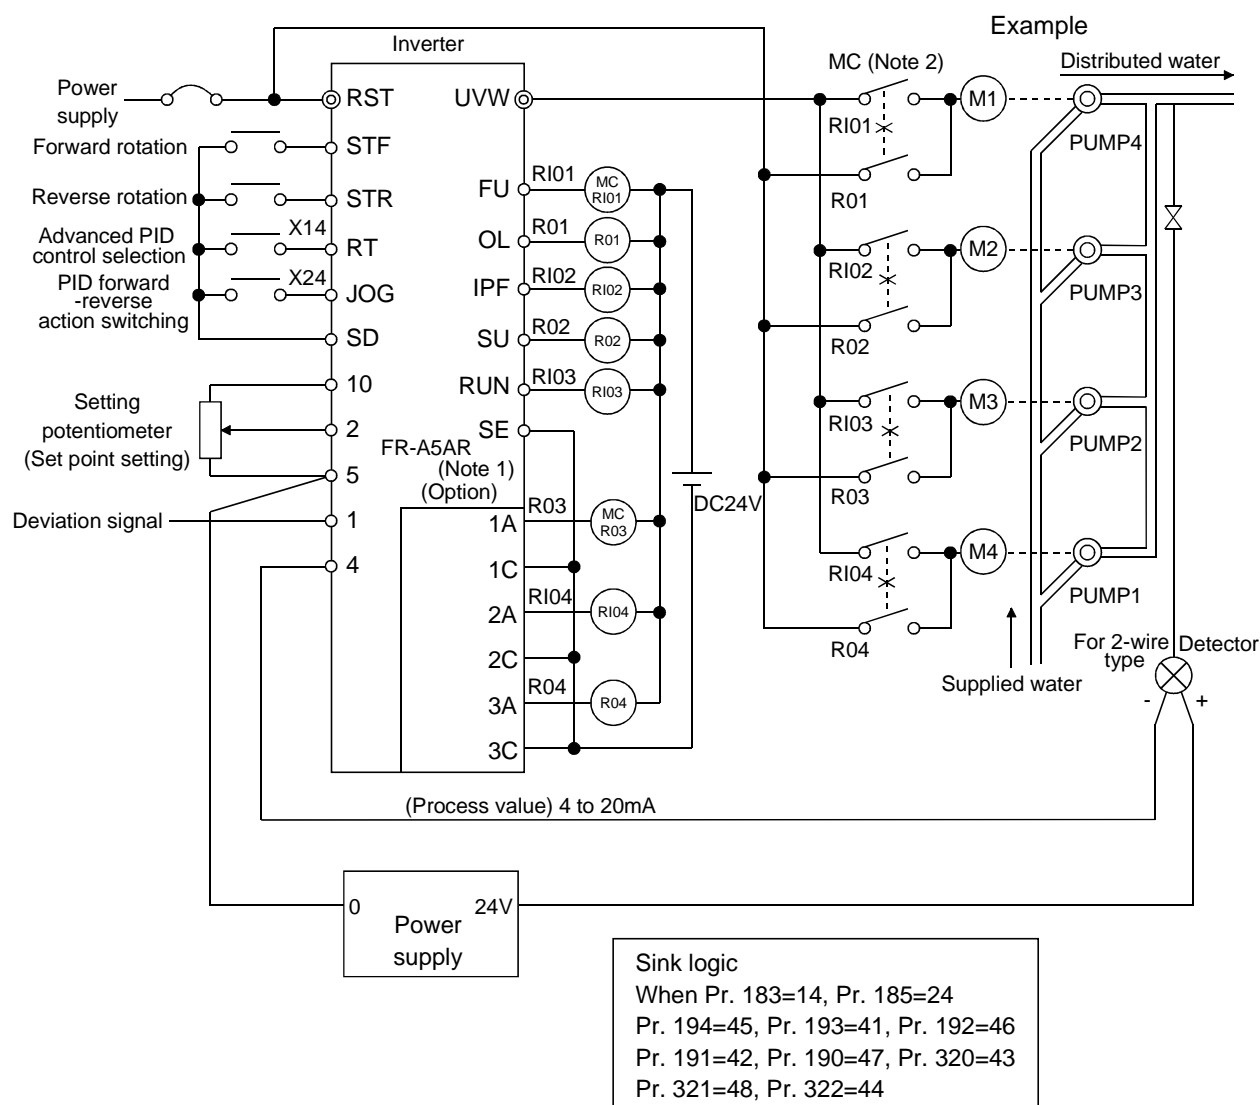 Example
Inverter
MC (Note 2)
Distributed water
Power
supply
RST
UVW
M1
RI01
PUMP4
Forward rotation
STF
RI01
FU
MC
RI01
R01
Reverse rotation
STR
R01
OL
R01
Advanced PID
control selection
X14
RT
RI02
IPF
RI02
M2
RI02
PUMP3
PID forward
-reverse
action switching
X24
JOG
R02
SU
R02
R02
SD
RI03
RUN
RI03
10
SE
M3
RI03
PUMP2
Setting
potentiometer
(Set point setting)
2
FR-A5AR
(Note 1)
(Option)
5
DC24V
R03
Deviation signal
1
R03
1A
MC
R03
4
1C
M4
RI04
PUMP1
RI04
2A
RI04
2C
R04
R04
3A
R04
3C
For 2-wire
type
Detector
Supplied water
-
+
(Process value) 4 to 20mA
0
24V
Power
supply
Sink logic
When Pr. 183=14, Pr. 185=24
Pr. 194=45, Pr. 193=41, Pr. 192=46
Pr. 191=42, Pr. 190=47, Pr. 320=43
Pr. 321=48, Pr. 322=44